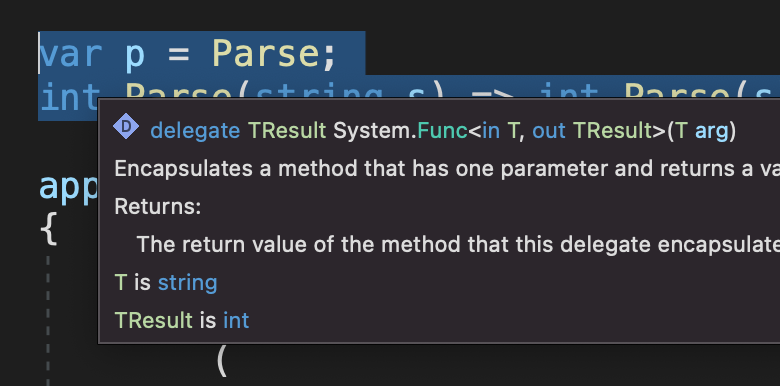 var p = Parse;
int Parse(string s) => int Parse(s
D delegate TResult System.Func<in T, out TResult>(T arg)
Encapsulates a method that has one parameter and returns a va
Returns:
The return value of the method that this delegate encapsulate
T is string
TResult is int
app
{
(